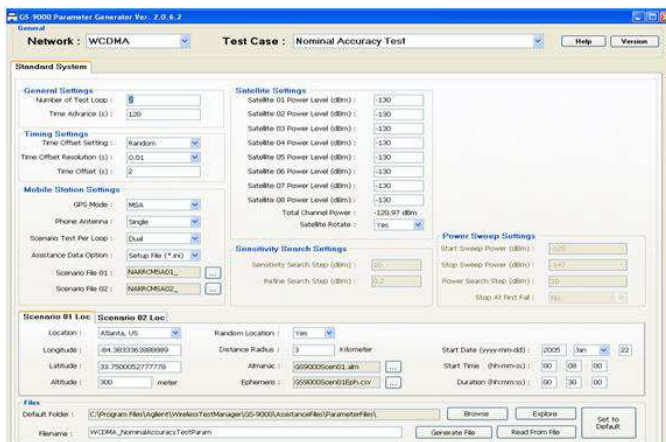 GS-9000 Parameter Generator Ver. 2.0.6.2
General
Network : WCDMA Test Case : Nominal Accuracy Test Help Version
Standard System
General Settings
Number of Test Loop : 5
Time Advance (s) : 120
Timing Settings
Time Offset Setting : Random
Time Offset Resolution (s) : 0.01
Time Offset (s) : 2
Mobile Station Settings
GPS Mode : MSA
Phone Antenna : Single
Scenario Test Per Loop : Dual
Assistance Data Option : Setup File (*.ini)
Scenario File 01 : NARRCMSA01_ ...
Scenario File 02 : NARRCMSA02_ ...
Satellite Settings
Satellite 01 Power Level (dBm) : -130
Satellite 02 Power Level (dBm) : -130
Satellite 03 Power Level (dBm) : -130
Satellite 04 Power Level (dBm) : -130
Satellite 05 Power Level (dBm) : -130
Satellite 06 Power Level (dBm) : -130
Satellite 07 Power Level (dBm) : -130
Satellite 08 Power Level (dBm) : -130
Total Channel Power : -120.97 dBm
Satellite Rotate : Yes
Sensitivity Search Settings
Sensitivity Search Step (dBm) : 10
Refine Search Step (dBm) : 0.2
Power Sweep Settings
Start Sweep Power (dBm) :
Stop Sweep Power (dBm) : -147
Power Search Step (dBm) : 10
Stop At First Fail : No
Scenario 01 Loc Scenario 02 Loc
Location : Atlanta, US Random Location : Yes
Longitude : -84.3833363888889 Distance Radius : 3 Kilometer Start Date (yyyy-mm-dd) : 2005 Jan 22
Latitude : 33.7500052777778 Almanac : GS9000Scen01.alm ... Start Time (hh:mm:ss) : 00 08 00
Altitude : 300 meter Ephemeris : GS9000Scen01Eph.csv ... Duration (hh:mm:ss) : 00 30 00
Files
Default Folder : C:\Program Files\Agilent\WirelessTestManager\GS-9000\AssistanceFiles\ParameterFiles\ Browse Explore Set to Default
Filename : WCDMA_NominalAccuracyTestParam Generate File Read From File